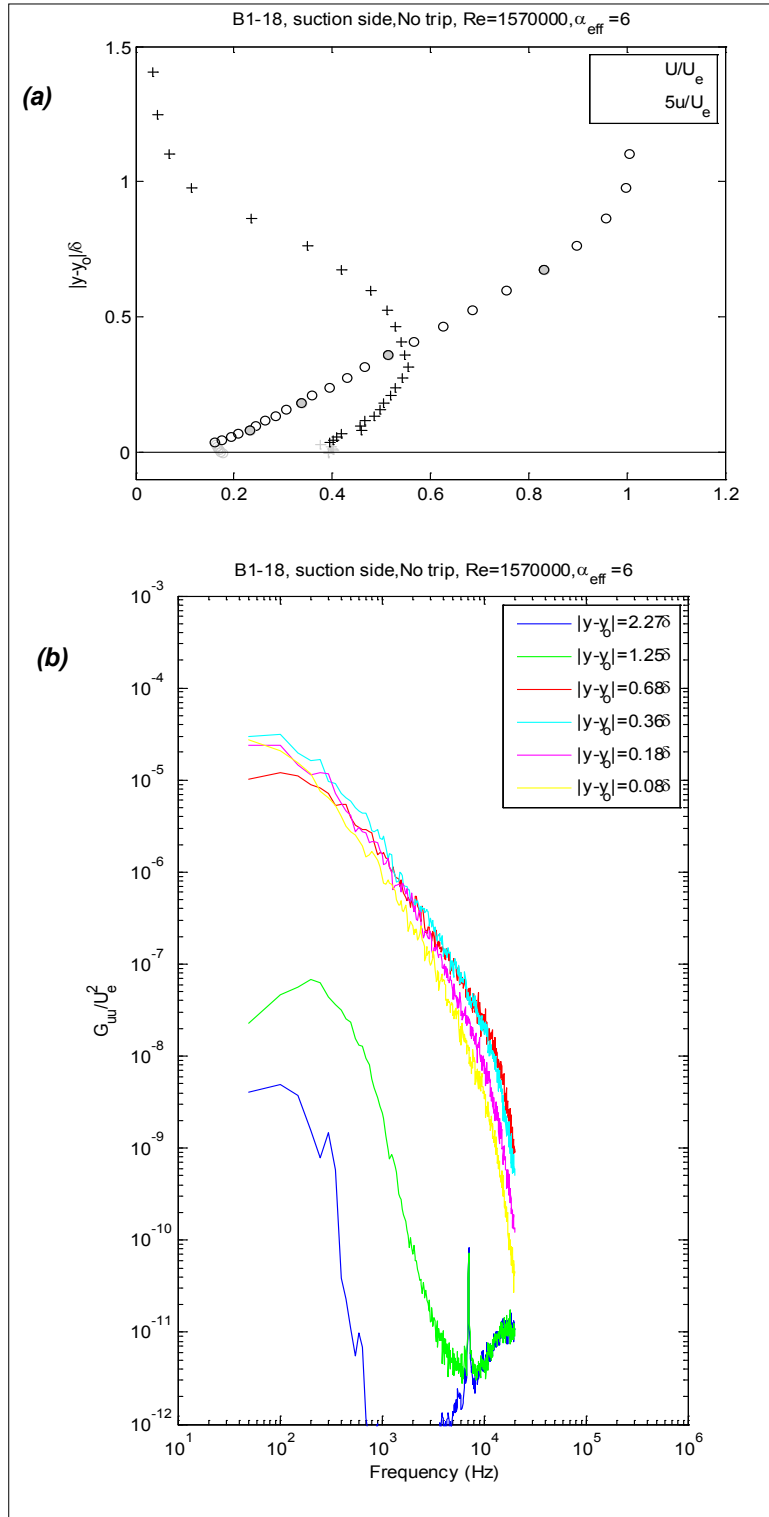 B1-18, suction side,No trip, Re=1570000,αeff =6
(a)
1.5
1
0.5
0
|y-yo|/δ
U/Ue
5u/Ue
0 0.2 0.4 0.6 0.8 1 1.2
B1-18, suction side,No trip, Re=1570000,αeff =6
(b)
10-3
10-4
10-5
10-6
10-7
10-8
10-9
10-10
10-11
10-12
Guu/Ue2
|y-yo|=2.27δ
|y-yo|=1.25δ
|y-yo|=0.68δ
|y-yo|=0.36δ
|y-yo|=0.18δ
|y-yo|=0.08δ
101 102 103 104 105 106
Frequency (Hz)